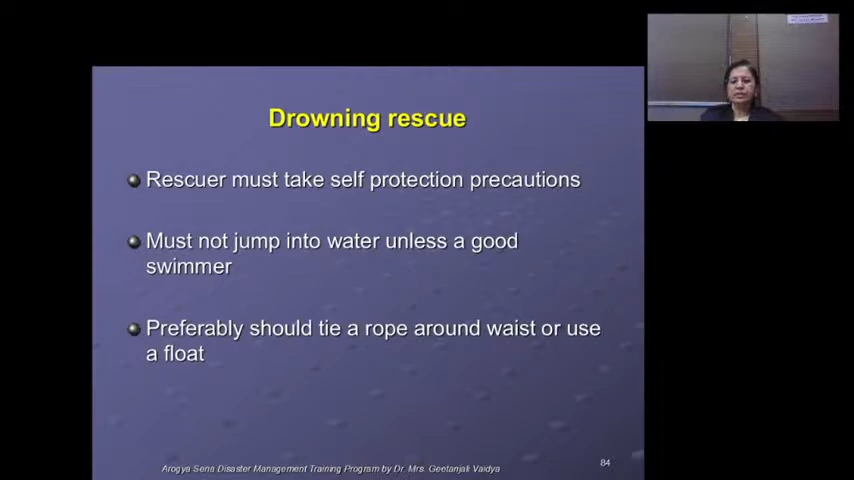 Drowning rescue
Rescuer must take self protection precautions
Must not jump into water unless a good
swimmer
Preferably should tie a rope around waist or use
a float
Arogya Sena Disaster Management Training Program by Dr. Mrs. Geetanjali Vaidya
84